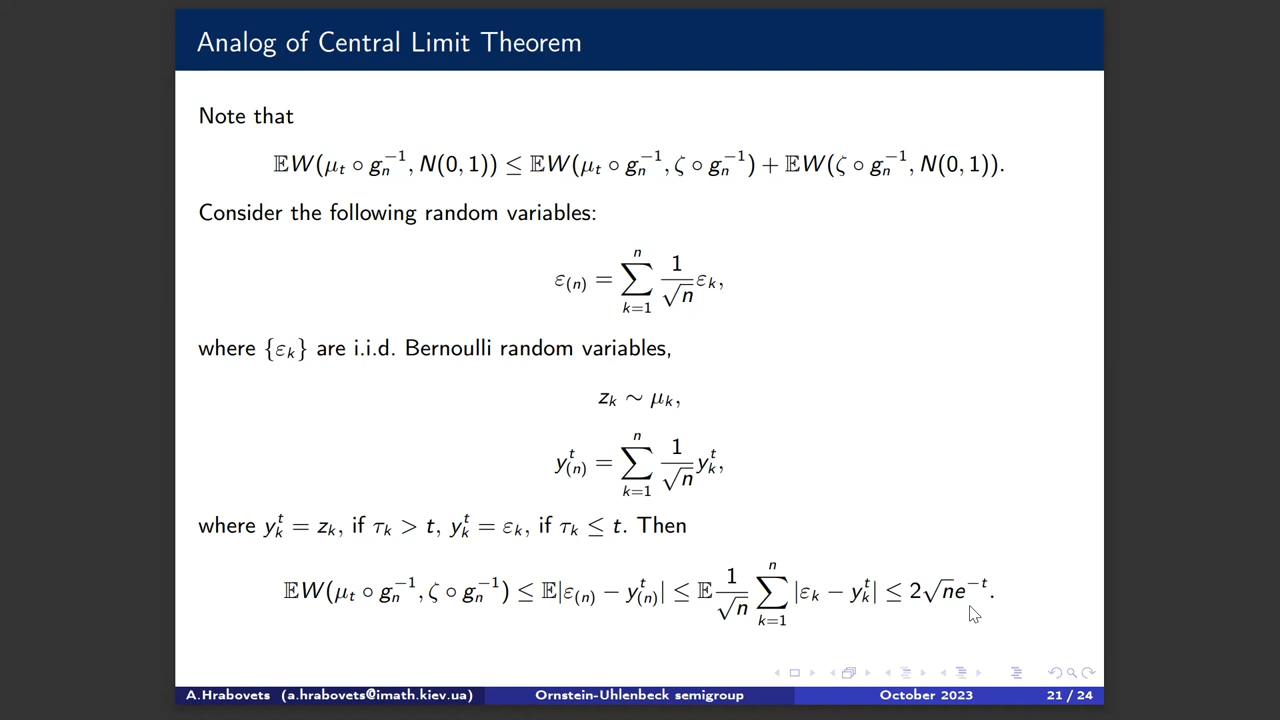 Analog of Central Limit Theorem
Note that
𝔼W(μ_t ∘ g_n^{-1}, N(0, 1)) ≤ 𝔼W(μ_t ∘ g_n^{-1}, ζ ∘ g_n^{-1}) + 𝔼W(ζ ∘ g_n^{-1}, N(0, 1)).
Consider the following random variables:
ε_{(n)} = ∑_{k=1}^{n} \frac{1}{√n} ε_k,
where {ε_k} are i.i.d. Bernoulli random variables,
z_k ∼ μ_k,
y_{(n)}^t = ∑_{k=1}^{n} \frac{1}{√n} y_k^t,
where y_k^t = z_k, if τ_k > t, y_k^t = ε_k, if τ_k ≤ t. Then
𝔼W(μ_t ∘ g_n^{-1}, ζ ∘ g_n^{-1}) ≤ 𝔼|ε_{(n)} − y_{(n)}^t| ≤ 𝔼 \frac{1}{√n} ∑_{k=1}^{n} |ε_k − y_k^t| ≤ 2√n e^{−t}.
A.Hrabovets (a.hrabovets@imath.kiev.ua) Ornstein-Uhlenbeck semigroup October 2023 21 / 24